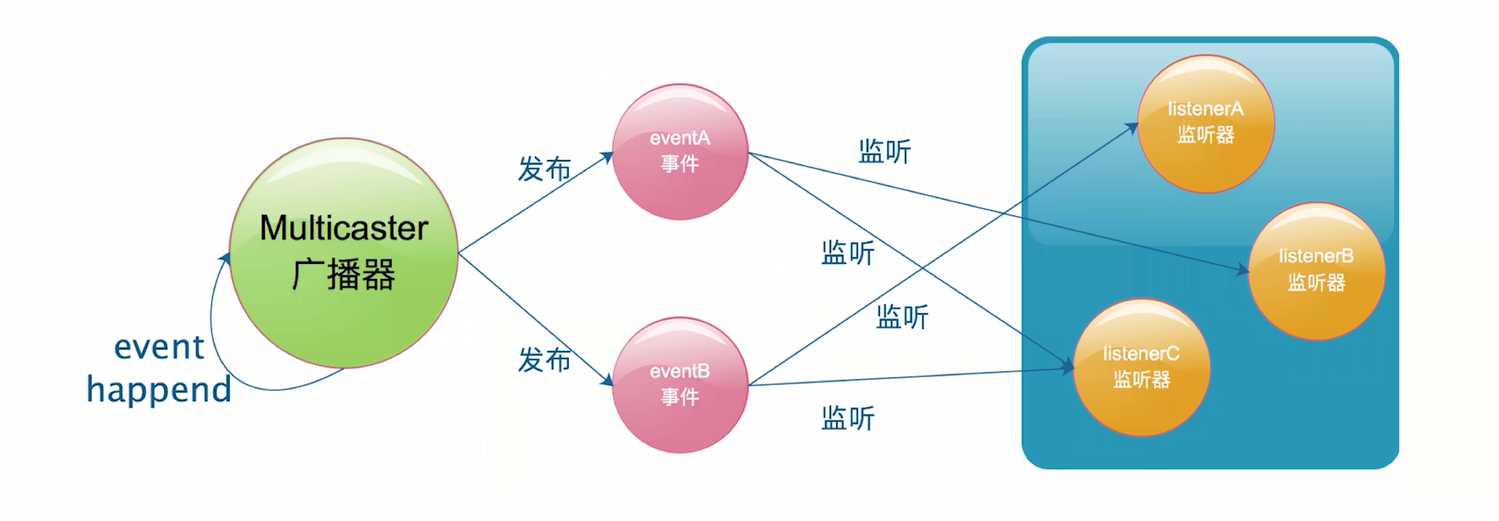 Multicaster
广播器
event
happend
发布
发布
eventA
事件
eventB
事件
监听
监听
监听
监听
listenerA
监听器
listenerB
监听器
listenerC
监听器